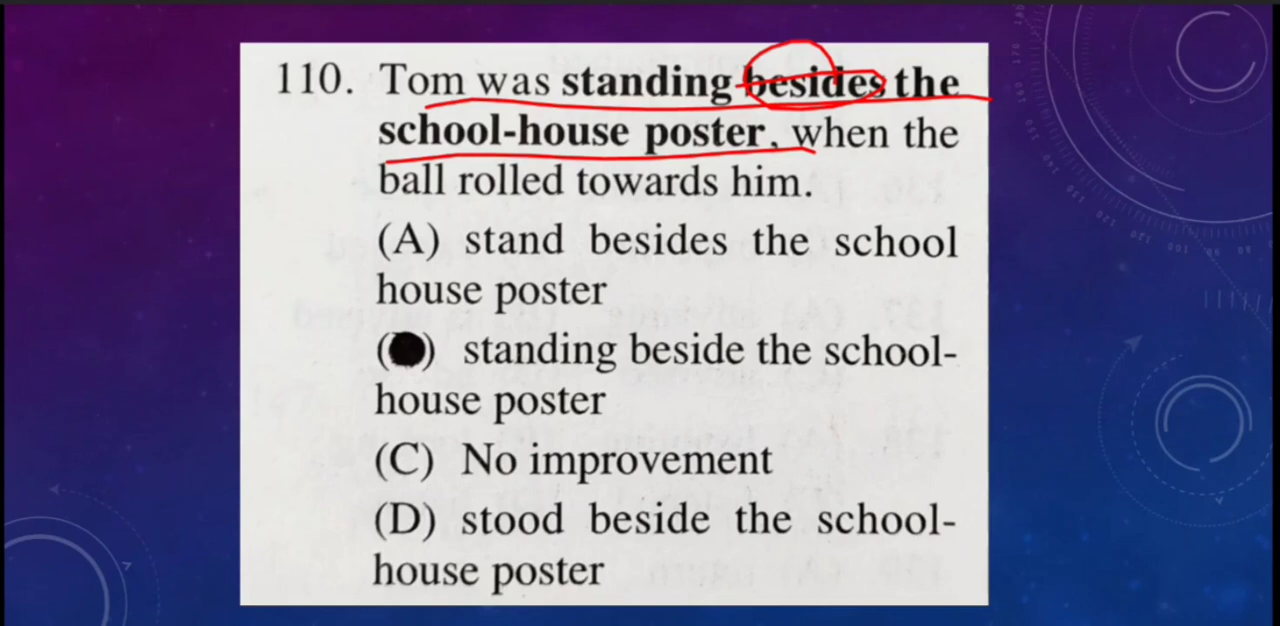 110. Tom was standing besides the
school-house poster, when the
ball rolled towards him.
(A) stand besides the school
house poster
( ) standing beside the school-
house poster
(C) No improvement
(D) stood beside the school-
house poster